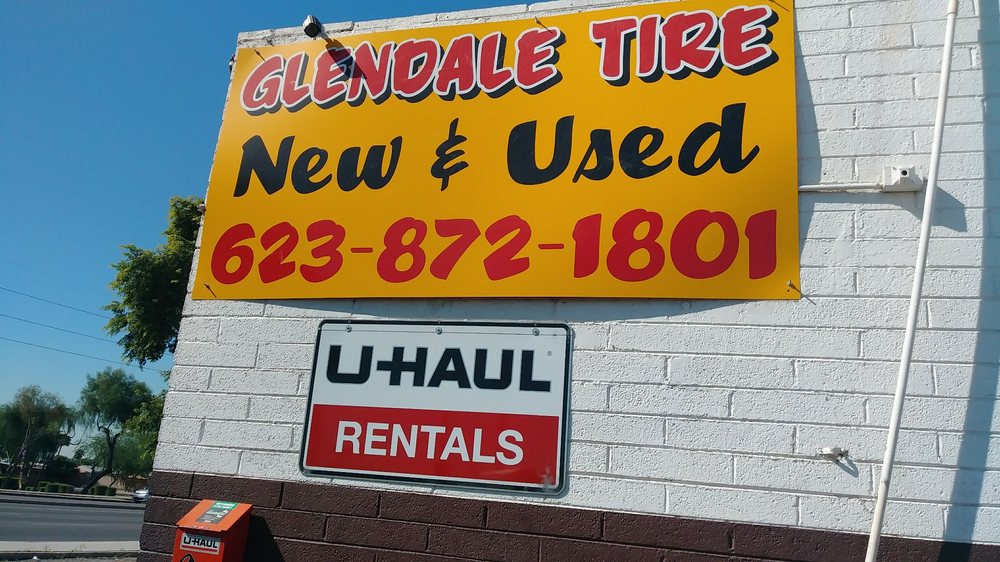 GLENDALE TIRE
New & Used
623-872-1801
U-HAUL
RENTALS
U-HAUL